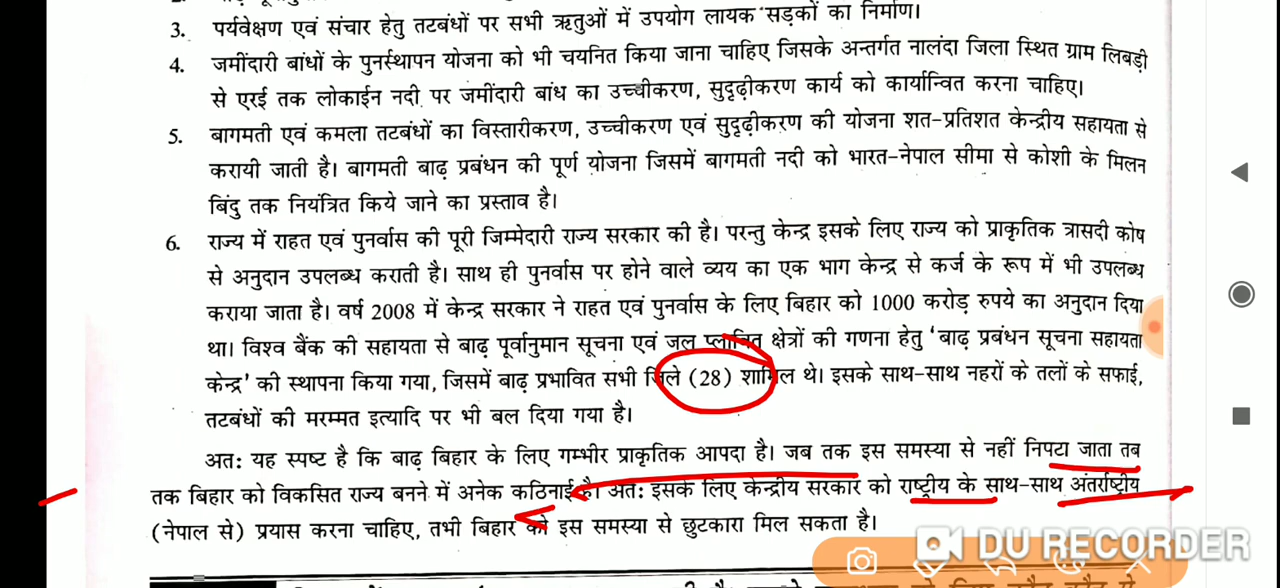 3. पर्यवेक्षण एवं संचार हेतु तटबंधों पर सभी ऋतुओं में उपयोग लायक सड़कों का निर्माण।
4. जमींदारी बांधों के पुनर्स्थापन योजना को भी चयनित किया जाना चाहिए जिसके अन्तर्गत नालंदा जिला स्थित ग्राम लिबड़ी
से एरई तक लोकाईन नदी पर जमींदारी बांध का उच्चीकरण, सुदृढ़ीकरण कार्य को कार्यान्वित करना चाहिए।
5. बागमती एवं कमला तटबंधों का विस्तारीकरण, उच्चीकरण एवं सुदृढ़ीकरण की योजना शत-प्रतिशत केन्द्रीय सहायता से
करायी जाती है। बागमती बाढ़ प्रबंधन की पूर्ण योजना जिसमें बागमती नदी को भारत-नेपाल सीमा से कोशी के मिलन
बिंदु तक नियंत्रित किये जाने का प्रस्ताव है।
6. राज्य में राहत एवं पुनर्वास की पूरी जिम्मेदारी राज्य सरकार की है। परन्तु केन्द्र इसके लिए राज्य को प्राकृतिक त्रासदी कोष
से अनुदान उपलब्ध कराती है। साथ ही पुनर्वास पर होने वाले व्यय का एक भाग केन्द्र से कर्ज के रूप में भी उपलब्ध
कराया जाता है। वर्ष 2008 में केन्द्र सरकार ने राहत एवं पुनर्वास के लिए बिहार को 1000 करोड़ रुपये का अनुदान दिया
था। विश्व बैंक की सहायता से बाढ़ पूर्वानुमान सूचना एवं जल प्लावित क्षेत्रों की गणना हेतु 'बाढ़ प्रबंधन सूचना सहायता
केन्द्र' की स्थापना किया गया, जिसमें बाढ़ प्रभावित सभी जिले (28) शामिल थे। इसके साथ-साथ नहरों के तलों के सफाई,
तटबंधों की मरम्मत इत्यादि पर भी बल दिया गया है।
अत: यह स्पष्ट है कि बाढ़ बिहार के लिए गम्भीर प्राकृतिक आपदा है। जब तक इस समस्या से नहीं निपटा जाता तब
तक बिहार को विकसित राज्य बनने में अनेक कठिनाई है। अत: इसके लिए केन्द्रीय सरकार को राष्ट्रीय के साथ-साथ अंतर्राष्ट्रीय
(नेपाल से) प्रयास करना चाहिए, तभी बिहार को इस समस्या से छुटकारा मिल सकता है।
DU RECORDER